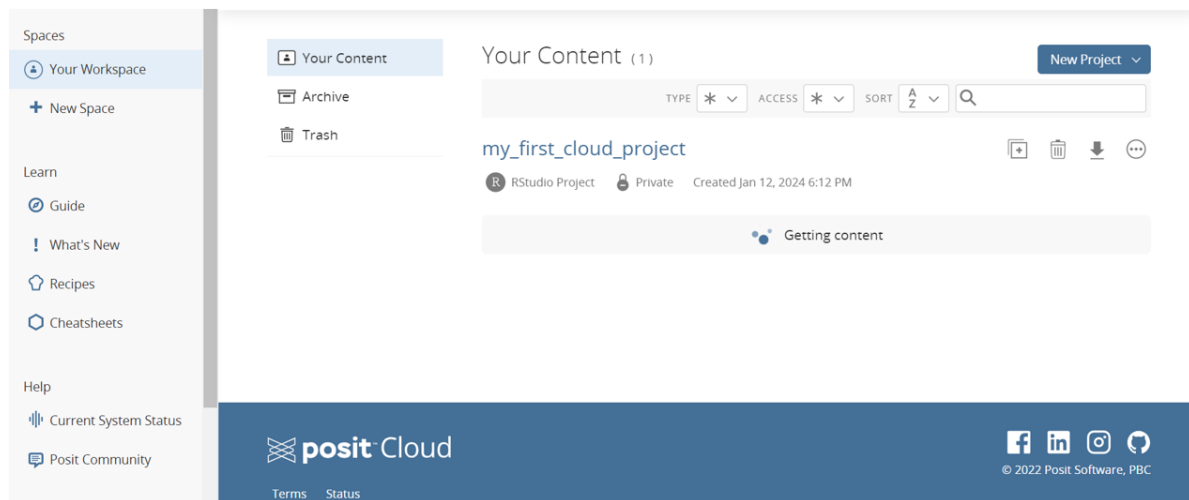 Spaces
Your Workspace
New Space
Learn
Guide
What's New
Recipes
Cheatsheets
Help
Current System Status
Posit Community
Your Content
Archive
Trash
Your Content (1)
New Project
TYPE * ACCESS * SORT A Z
my_first_cloud_project
R RStudio Project Private Created Jan 12, 2024 6:12 PM
Getting content
posit Cloud
© 2022 Posit Software, PBC
Terms Status